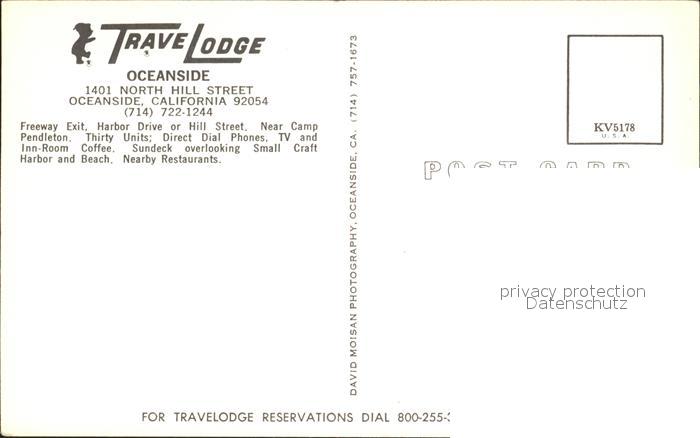 TRAVELODGE
OCEANSIDE
1401 NORTH HILL STREET
OCEANSIDE, CALIFORNIA 92054
(714) 722-1244
Freeway Exit, Harbor Drive or Hill Street. Near Camp
Pendleton. Thirty Units; Direct Dial Phones, TV and
Inn-Room Coffee. Sundeck overlooking Small Craft
Harbor and Beach. Nearby Restaurants.
DAVID MOISAN PHOTOGRAPHY, OCEANSIDE, CA. (714) 757-1673
KV5178
U.S.A.
POST CARD
privacy protection
Datenschutz
FOR TRAVELODGE RESERVATIONS DIAL 800-255-